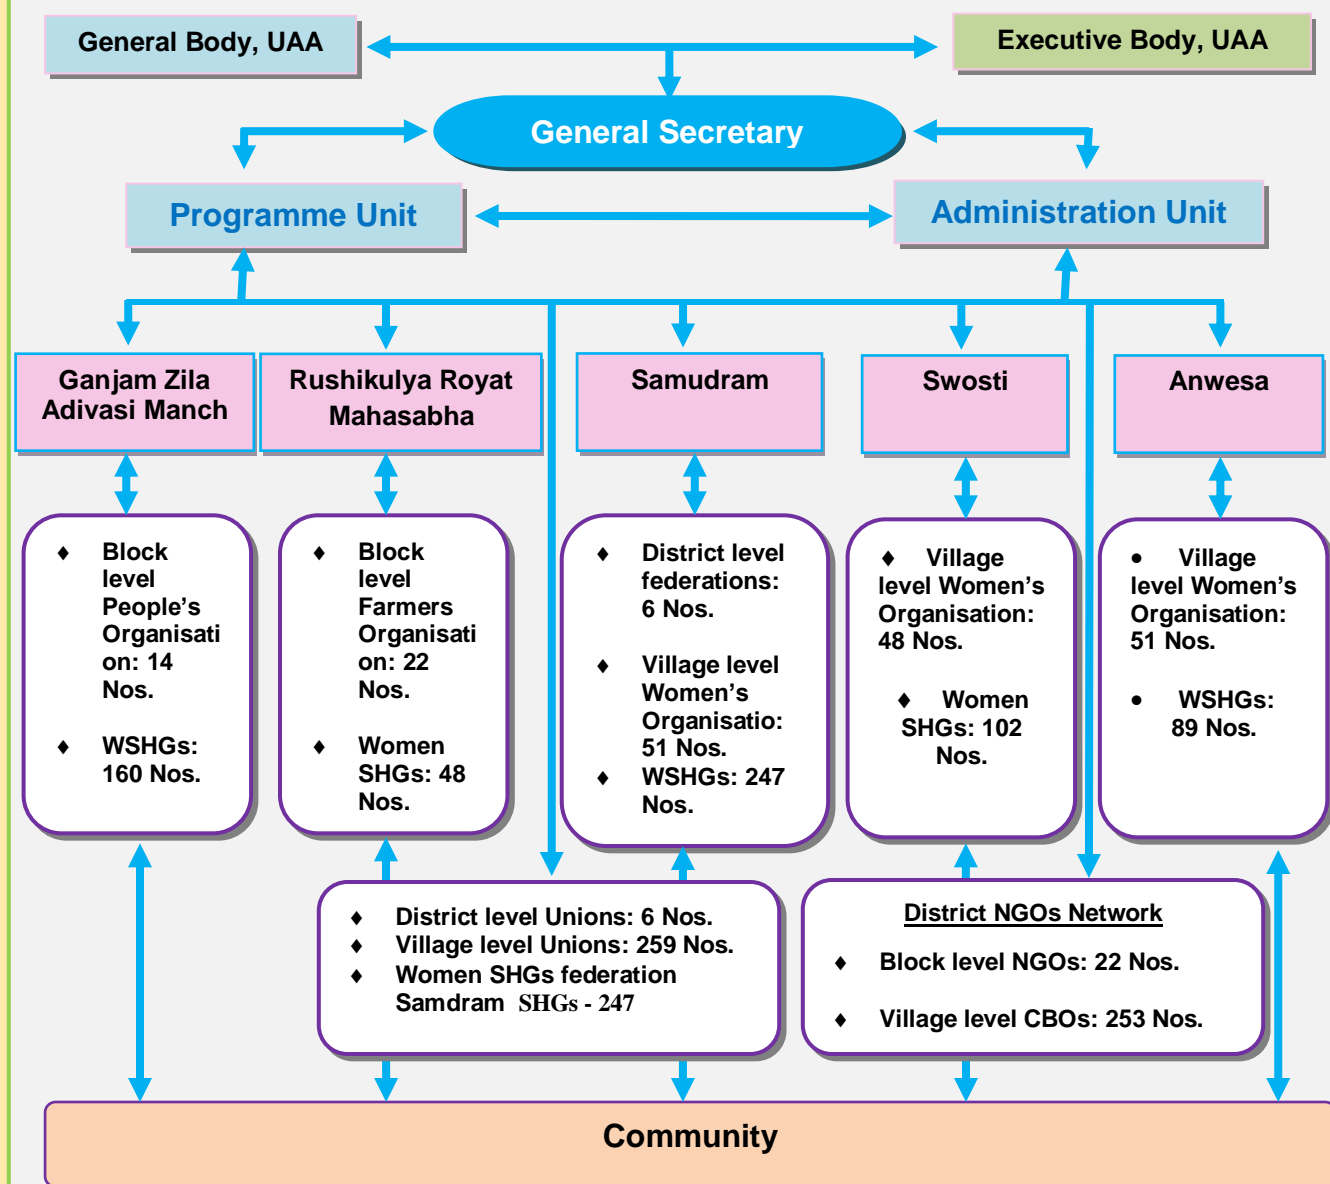 General Body, UAA
Executive Body, UAA
General Secretary
Programme Unit
Administration Unit
Ganjam Zila
Adivasi Manch
Rushikulya Royat
Mahasabha
Samudram
Swosti
Anwesa
♦ Block
level
People’s
Organisati
on: 14
Nos.
♦ WSHGs:
160 Nos.
♦ Block
level
Farmers
Organisati
on: 22
Nos.
♦ Women
SHGs: 48
Nos.
♦ District level
federations:
6 Nos.
♦ Village level
Women’s
Organisatio:
51 Nos.
♦ WSHGs: 247
Nos.
♦ Village
level Women’s
Organisation:
48 Nos.
♦ Women
SHGs: 102
Nos.
• Village
level Women’s
Organisation:
51 Nos.
• WSHGs:
89 Nos.
♦ District level Unions: 6 Nos.
♦ Village level Unions: 259 Nos.
♦ Women SHGs federation
Samdram SHGs - 247
District NGOs Network
♦ Block level NGOs: 22 Nos.
♦ Village level CBOs: 253 Nos.
Community